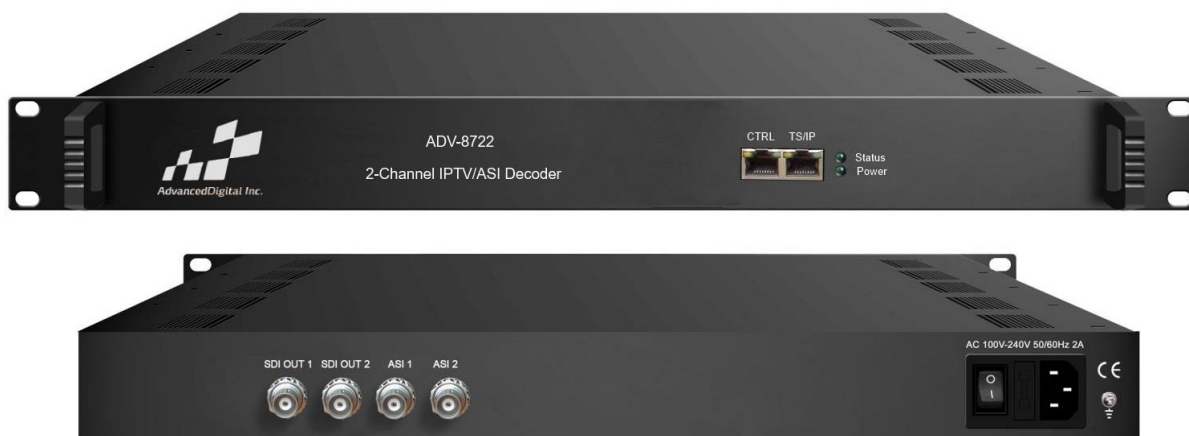 ADV-8722
2-Channel IPTV/ASI Decoder
AdvancedDigital Inc.
CTRL TS/IP
Status
Power
SDI OUT 1 SDI OUT 2 ASI 1 ASI 2
AC 100V-240V 50/60Hz 2A
O
I
CE